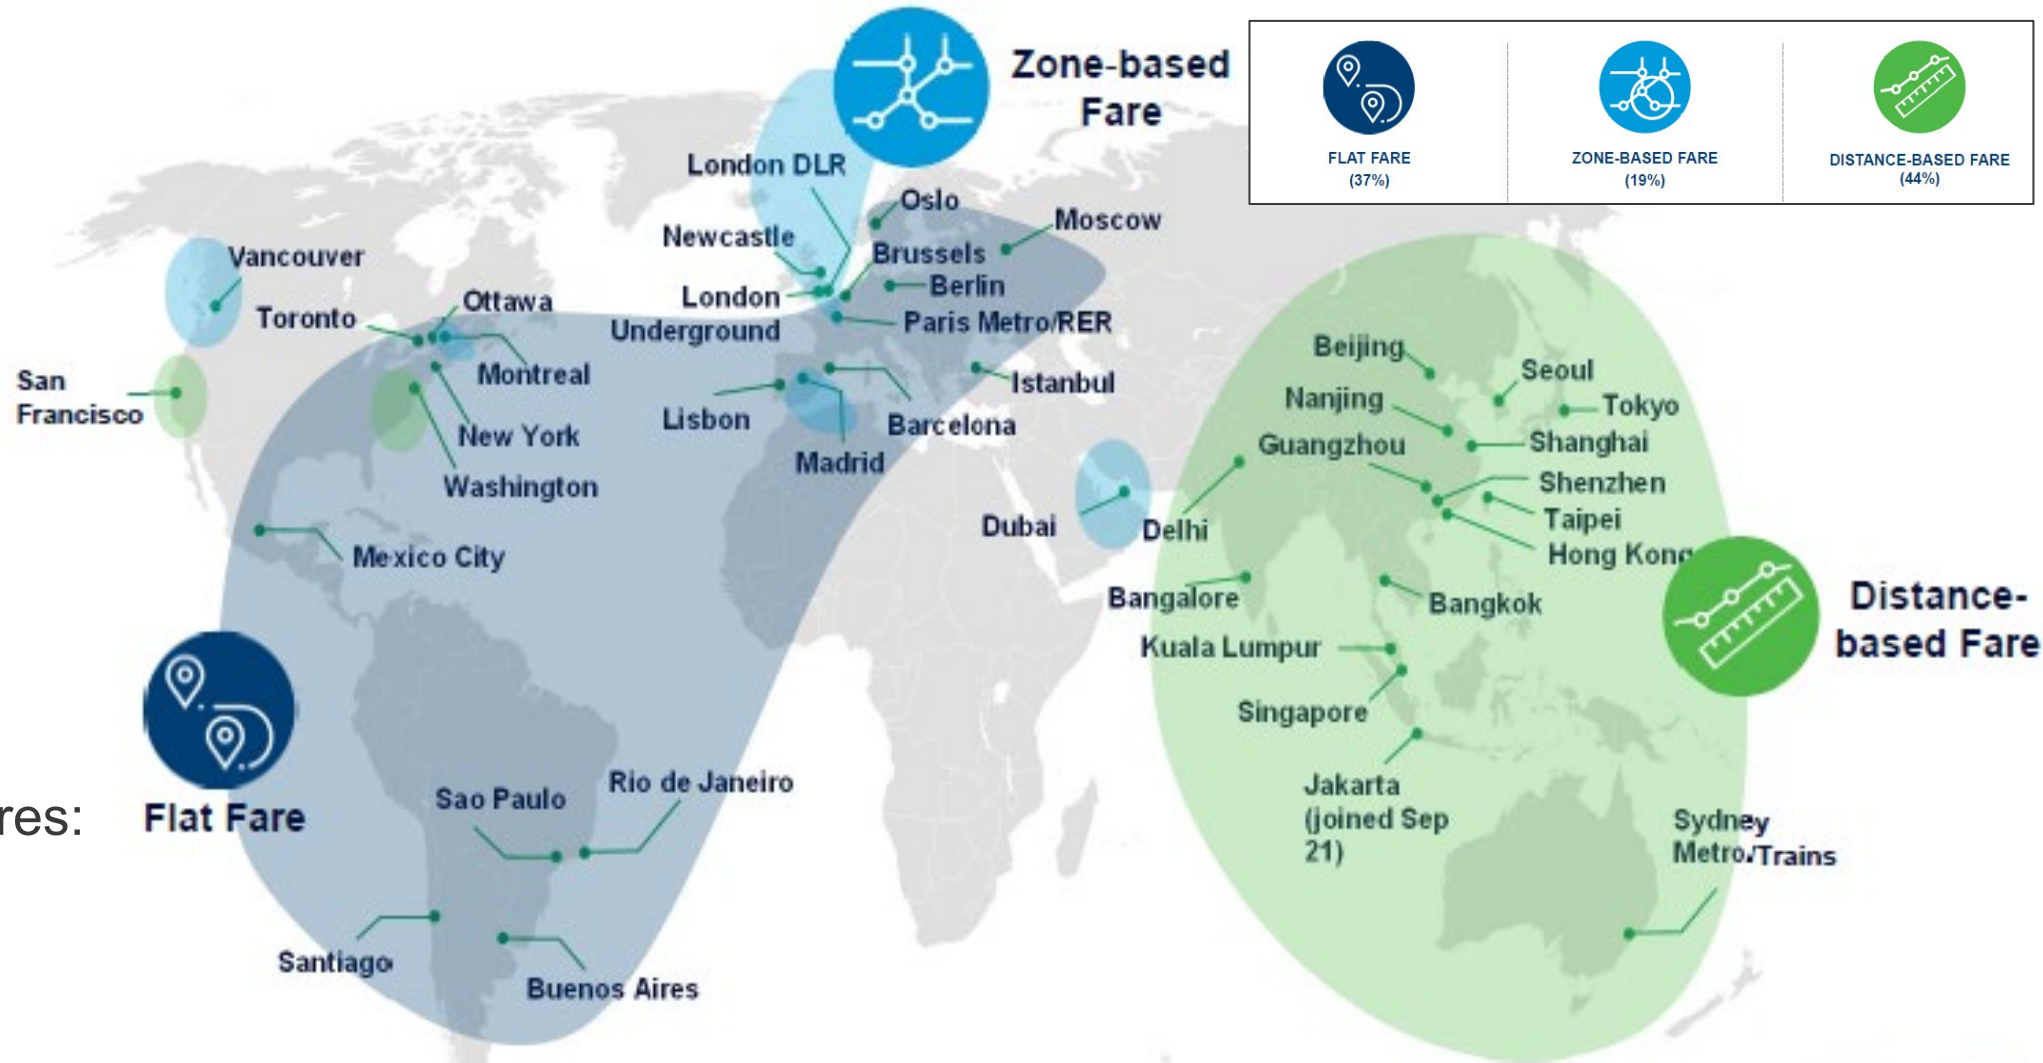 Zone-based
Fare
FLAT FARE
(37%)
ZONE-BASED FARE
(19%)
DISTANCE-BASED FARE
(44%)
London DLR
Oslo
Moscow
Newcastle
Brussels
Vancouver
Berlin
London
Underground
Ottawa
Toronto
Paris Metro/RER
Montreal
San
Francisco
Istanbul
Lisbon
Barcelona
New York
Madrid
Washington
Beijing
Seoul
Nanjing
Tokyo
Guangzhou
Shanghai
Shenzhen
Dubai
Delhi
Taipei
Hong Kong
Mexico City
Bangalore
Bangkok
Distance-
based Fare
Kuala Lumpur
Singapore
Sao Paulo
Rio de Janeiro
Jakarta
(joined Sep
21)
res:
Flat Fare
Sydney
Metro/Trains
Santiago
Buenos Aires